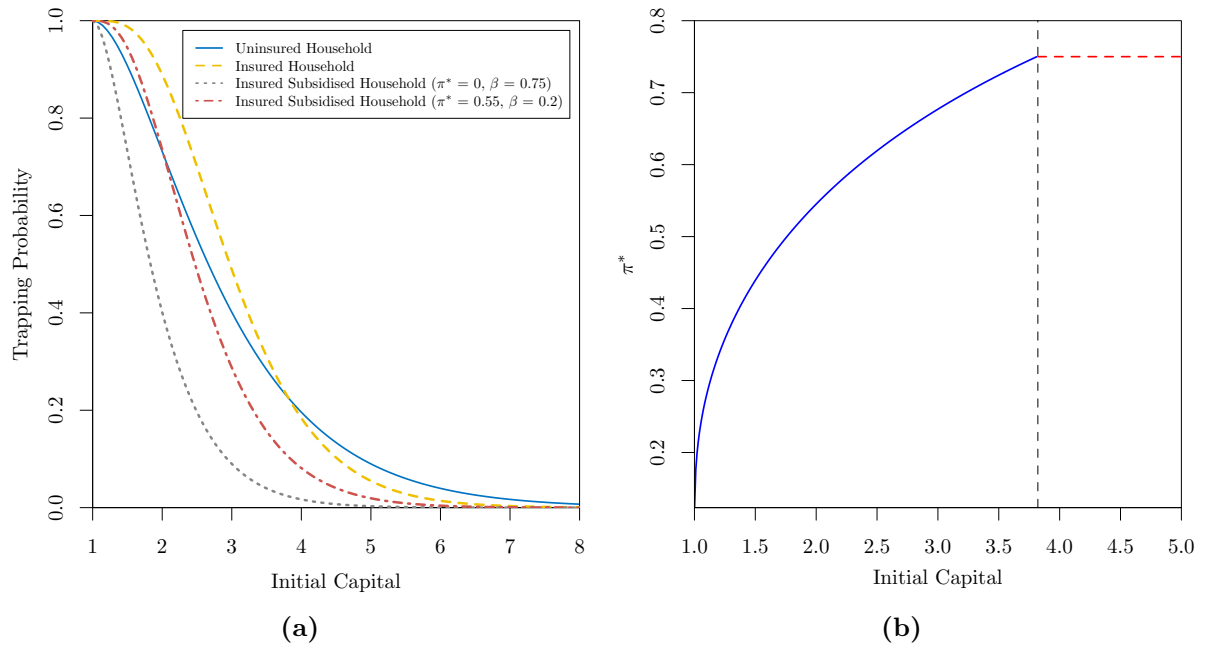 1.0
0.8
0.6
0.4
0.2
0.0
Trapping Probability
Uninsured Household
Insured Household
Insured Subsidised Household (π* = 0, β = 0.75)
Insured Subsidised Household (π* = 0.55, β = 0.2)
1 2 3 4 5 6 7 8
Initial Capital
(a)
0.8
0.7
0.6
0.5
0.4
0.3
0.2
π*
1.0 1.5 2.0 2.5 3.0 3.5 4.0 4.5 5.0
Initial Capital
(b)